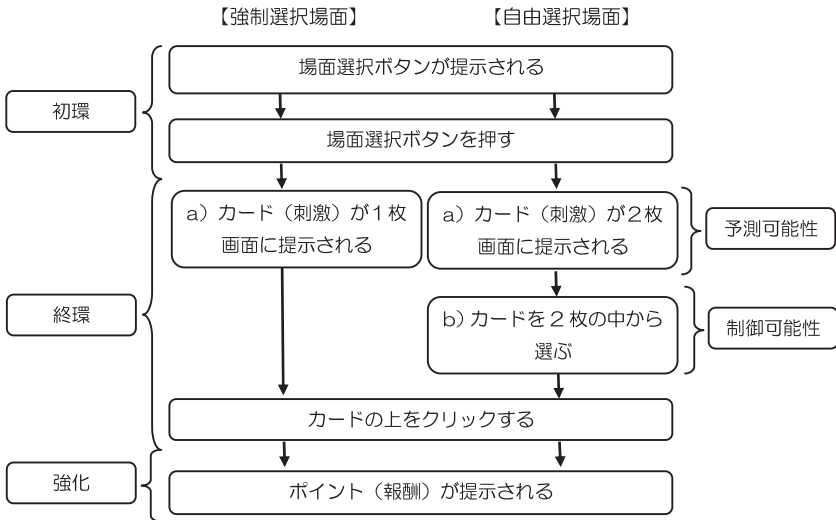 【強制選択場面】
【自由選択場面】
場面選択ボタンが提示される
初環
場面選択ボタンを押す
a）カード（刺激）が１枚
画面に提示される
a）カード（刺激）が２枚
画面に提示される
予測可能性
終環
b）カードを２枚の中から
選ぶ
制御可能性
カードの上をクリックする
強化
ポイント（報酬）が提示される